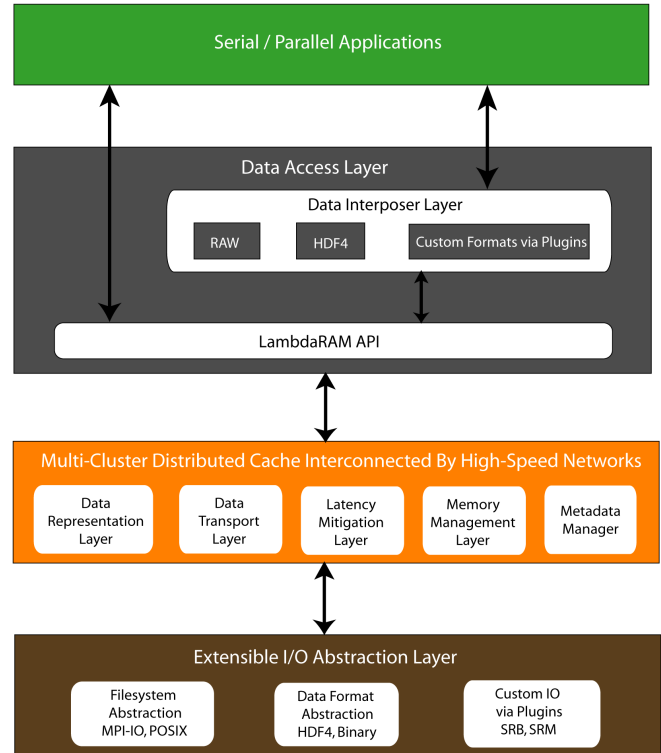 Serial / Parallel Applications
Data Access Layer
Data Interposer Layer
RAW
HDF4
Custom Formats via Plugins
LambdaRAM API
Multi-Cluster Distributed Cache Interconnected By High-Speed Networks
Data
Representation
Layer
Data
Transport
Layer
Latency
Mitigation
Layer
Memory
Management
Layer
Metadata
Manager
Extensible I/O Abstraction Layer
Filesystem
Abstraction
MPI-IO, POSIX
Data Format
Abstraction
HDF4, Binary
Custom IO
via Plugins
SRB, SRM